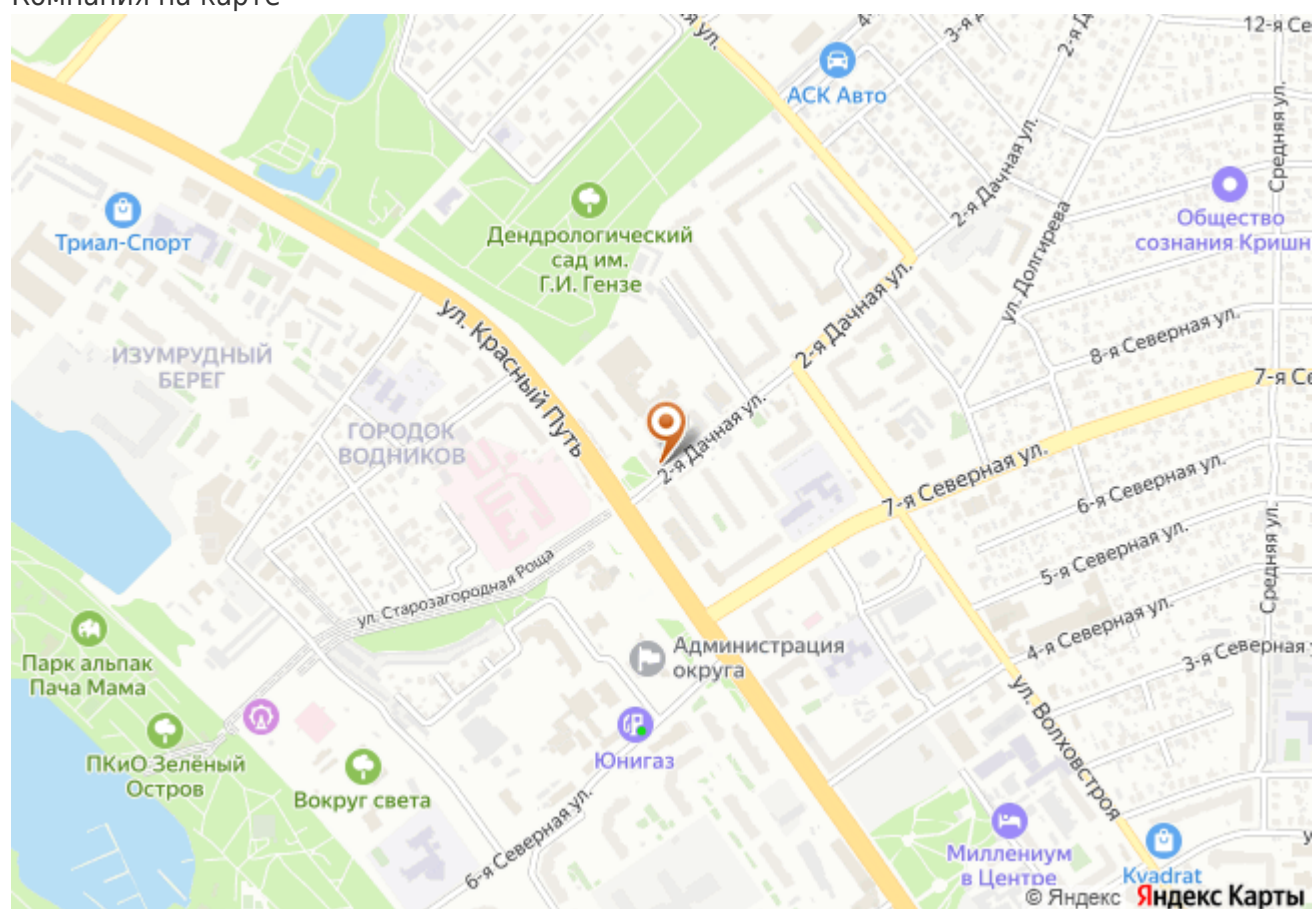 Компания на карте
12-я Се
3-я Д
2-я Д
АСК Авто
Средняя ул.
2-я Дачная ул.
Общество
сознания Кришн
Триал-Спорт
Дендрологический
сад им.
Г.И. Гензе
ул. Долгирева
2-я Дачная ул.
ул. Красный Путь
8-я Северная ул.
ИЗУМРУДНЫЙ
БЕРЕГ
7-я Се
ГОРОДОК
ВОДНИКОВ
2-я Дачная ул.
7-я Северная ул.
6-я Северная ул.
5-я Северная ул.
Средняя ул.
ул. Старозагородная Роща
4-я Северная ул.
3-я Северная
Администрация
округа
Парк альпак
Пача Мама
ул. Волховстроя
Юнигаз
ПКиО Зелёный
Остров
Вокруг света
6-я Северная ул.
Миллениум
в Центре
Kvadrat
© Яндекс Яндекс Карты